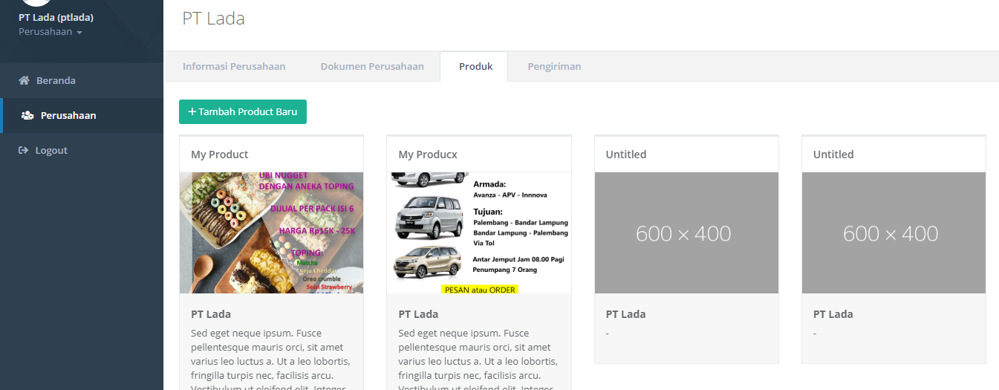 PT Lada (ptlada)
Perusahaan
Beranda
Perusahaan
Logout
PT Lada
Informasi Perusahaan
Dokumen Perusahaan
Produk
Pengiriman
+ Tambah Product Baru
My Product
UBI NUGGET
DENGAN ANEKA TOPING
DIJUAL PER PACK ISI 6
HARGA Rp15K - 25K
TOPING:
Matcha
Keju Cheddar
Oreo crumble
Selai Strawberry
PT Lada
Sed eget neque ipsum. Fusce
pellentesque mauris orci, sit amet
varius leo luctus a. Ut a leo lobortis,
fringilla turpis nec, facilisis arcu.
Vestibulum ut eleifend elit. Integer
My Producx
Armada:
Avanza - APV - Innnova
Tujuan:
Palembang - Bandar Lampung
Bandar Lampung - Palembang
Via Tol
Antar Jemput Jam 08.00 Pagi
Penumpang 7 Orang
PESAN atau ORDER
PT Lada
Sed eget neque ipsum. Fusce
pellentesque mauris orci, sit amet
varius leo luctus a. Ut a leo lobortis,
fringilla turpis nec, facilisis arcu.
Vestibulum ut eleifend elit. Integer
Untitled
600 × 400
PT Lada
-
Untitled
600 × 400
PT Lada
-